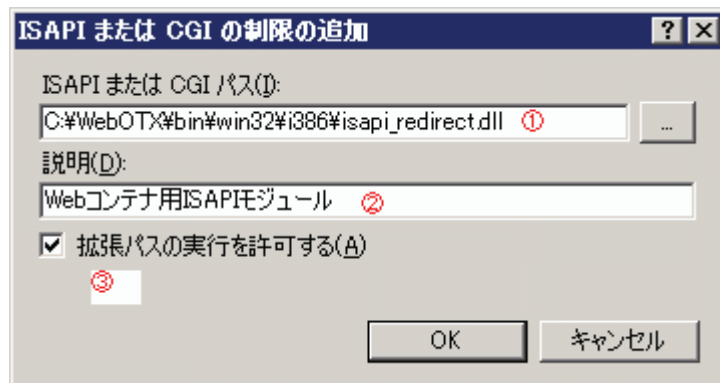 ISAPI または CGI の制限の追加
ISAPI または CGI パス(I):
C:¥WebOTX¥bin¥win32¥i386¥isapi_redirect.dll ①
...
説明(D):
Webコンテナ用ISAPIモジュール ②
拡張パスの実行を許可する(A)
③
OK キャンセル